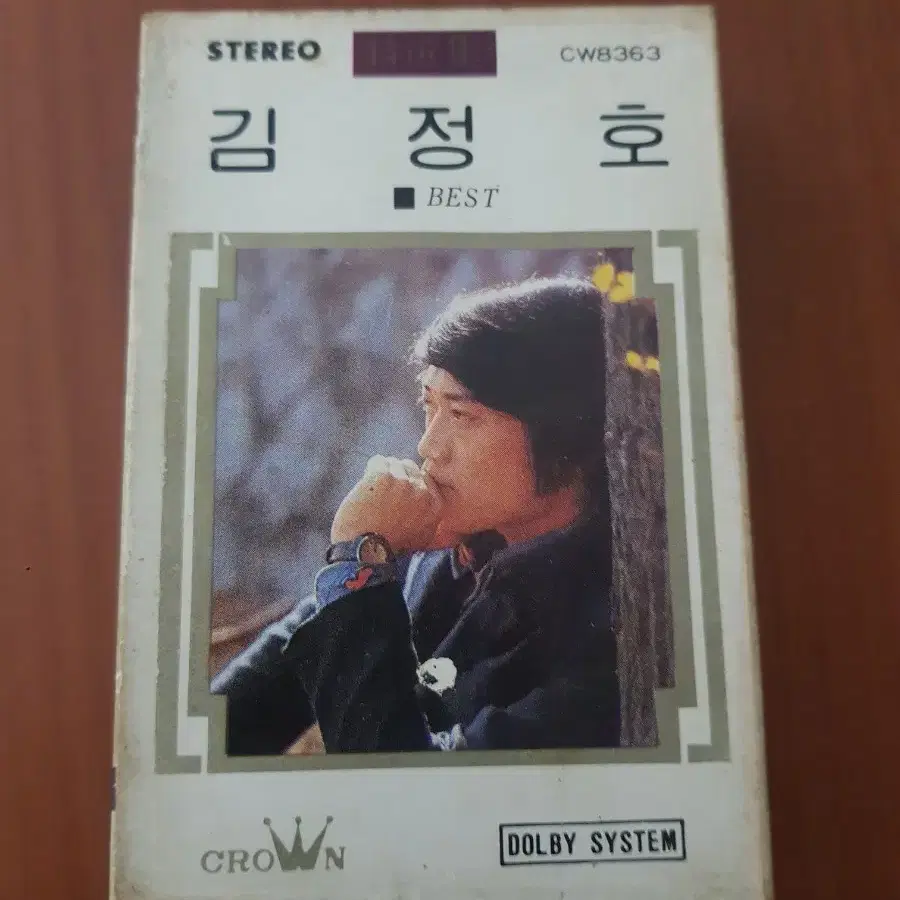 STEREO CW8363
김 정 호
■ BEST
CROWN
DOLBY SYSTEM